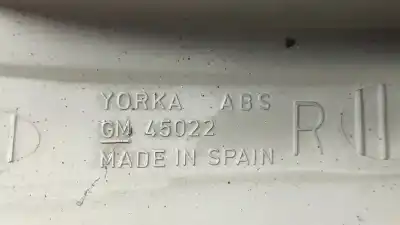 YORKA ABS
GM 45022 R
MADE IN SPAIN